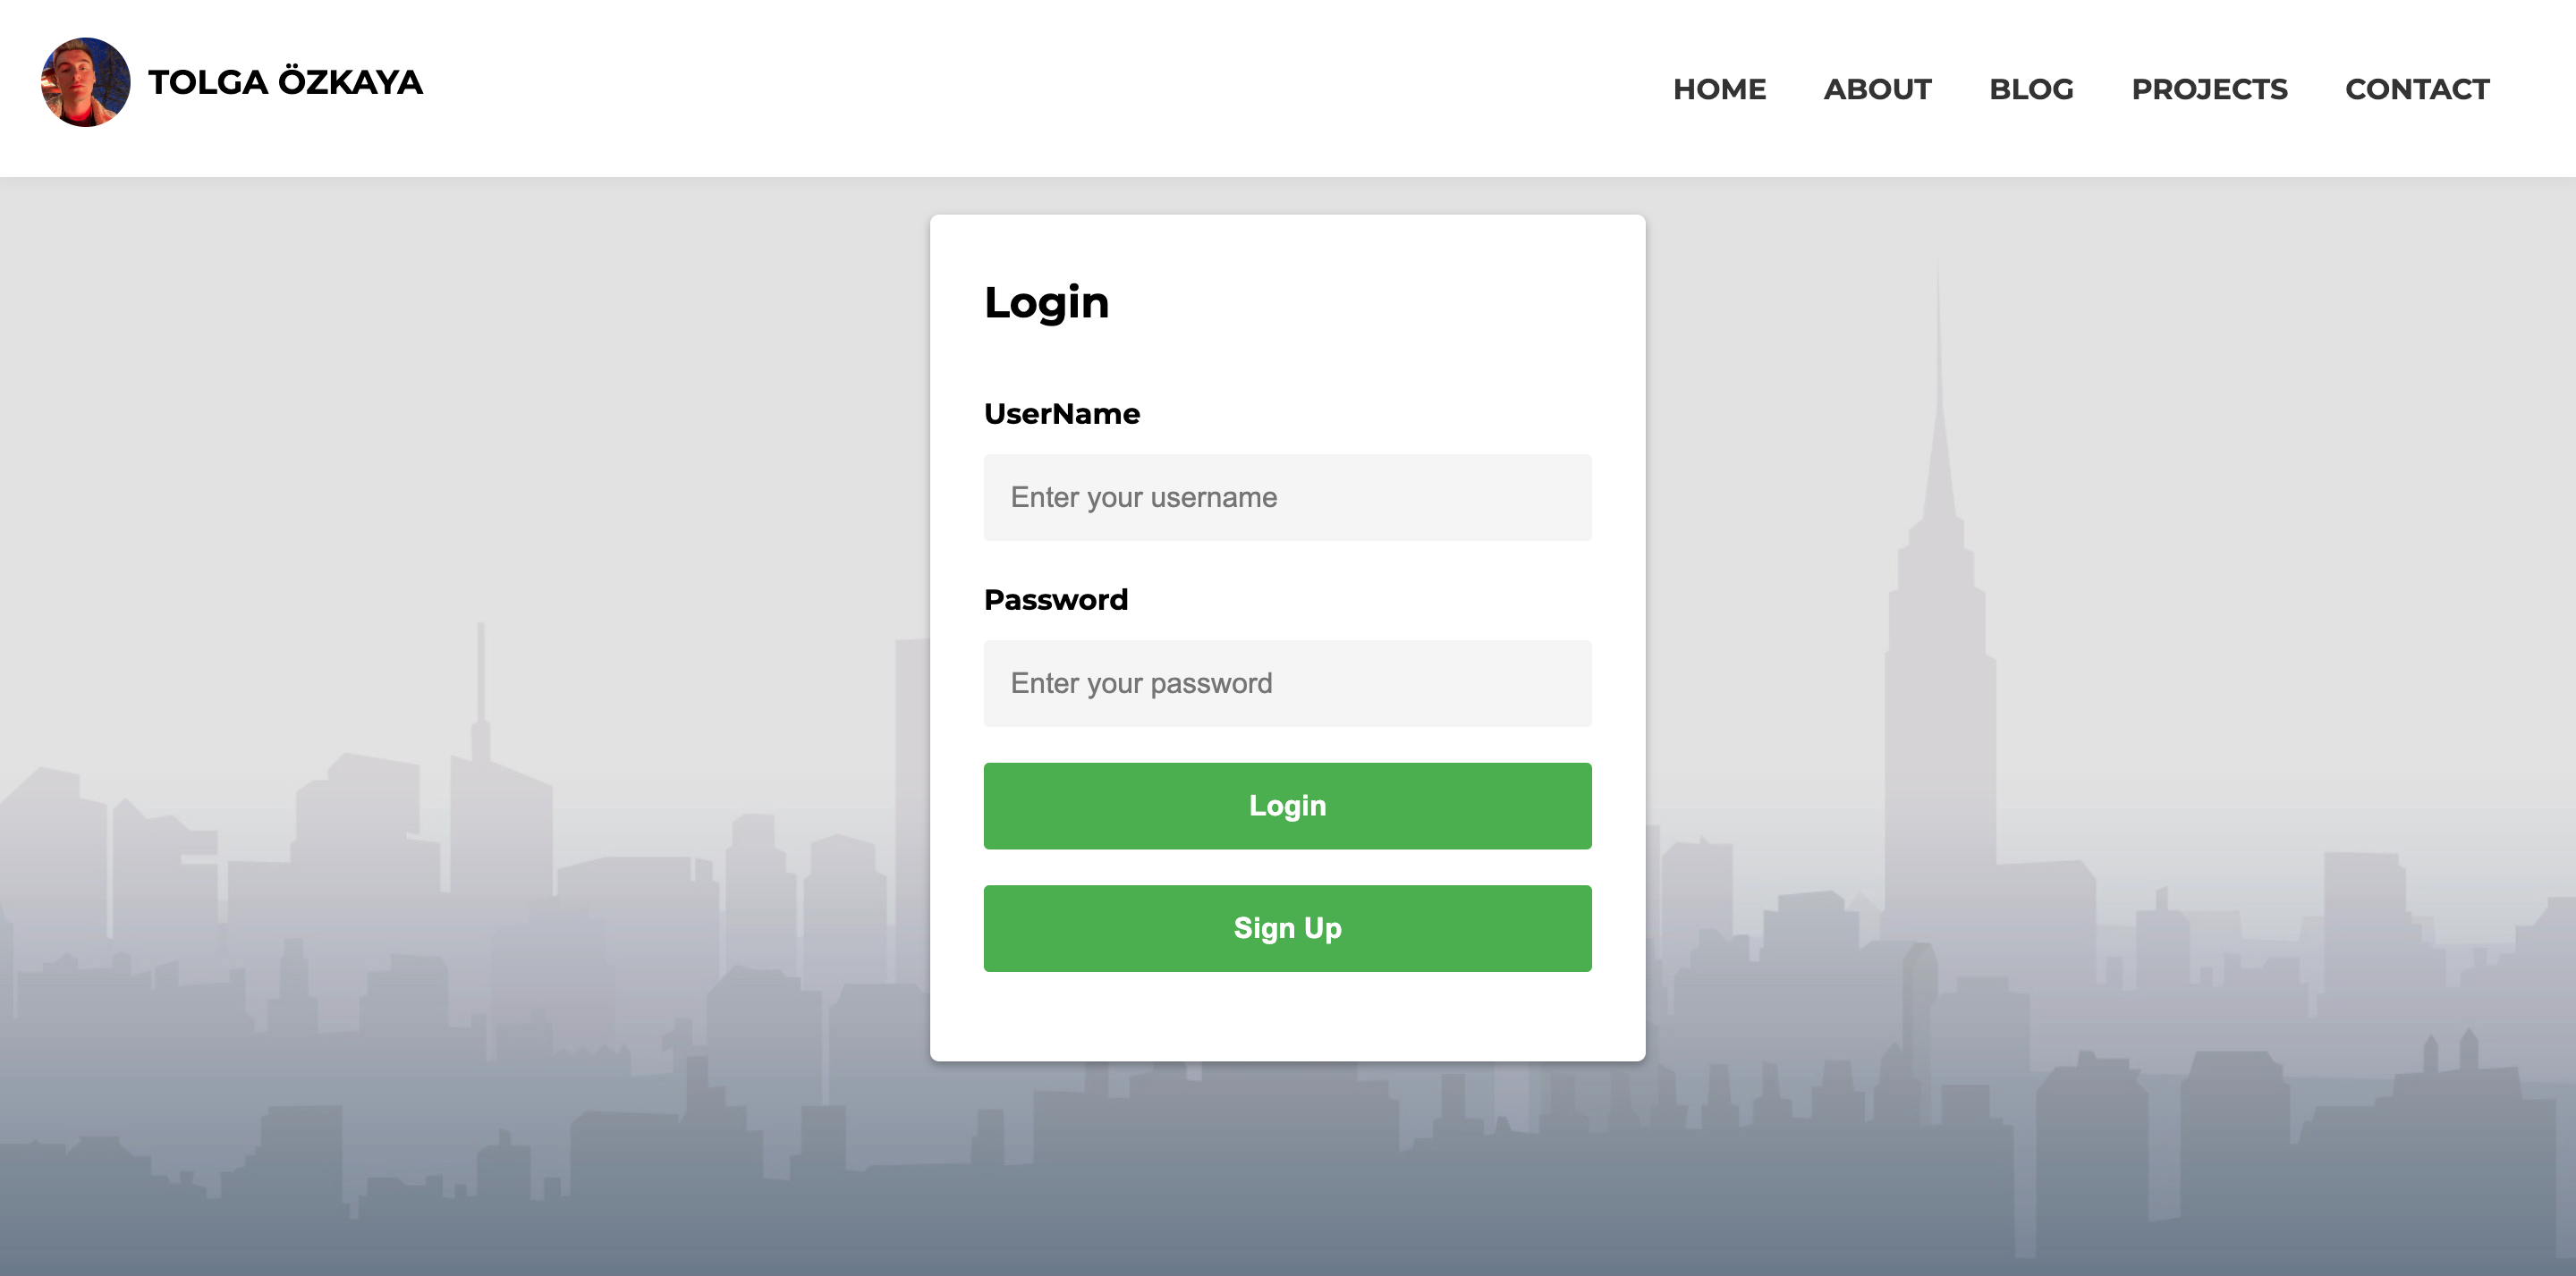 TOLGA ÖZKAYA
HOME ABOUT BLOG PROJECTS CONTACT
Login
UserName
Enter your username
Password
Enter your password
Login
Sign Up